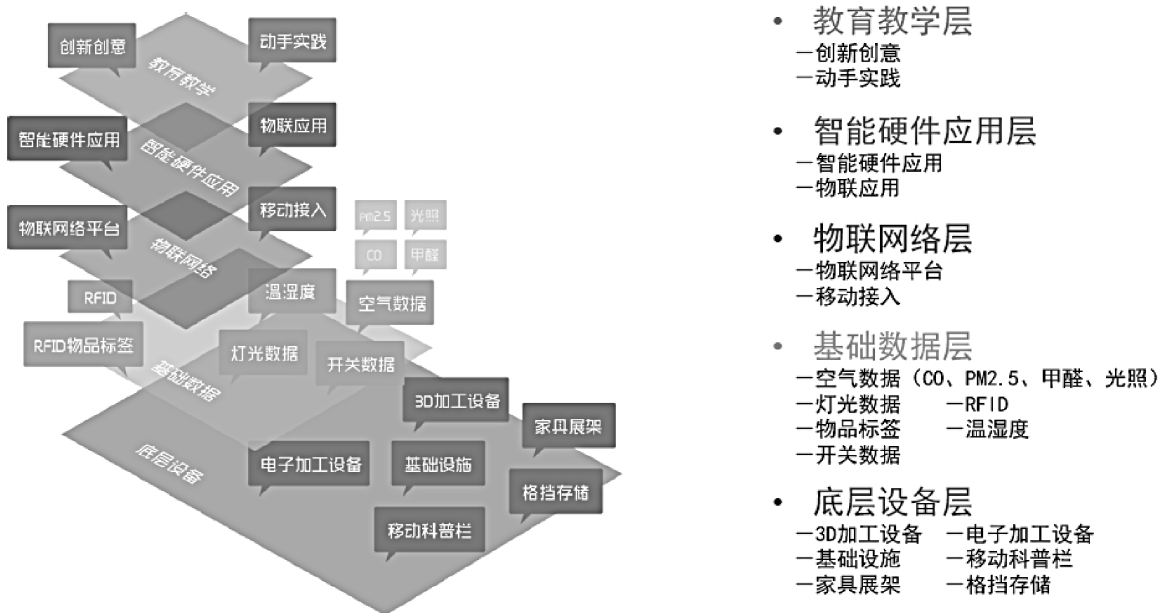 创新创意
动手实践
教育教学
智能硬件应用
物联应用
智能硬件应用
物联网络平台
移动接入
物联网络
PM2.5
光照
CO
甲醛
RFID
温湿度
空气数据
RFID物品标签
灯光数据
开关数据
基础数据
3D加工设备
家具展架
底层设备
电子加工设备
基础设施
格挡存储
移动科普栏
• 教育教学层
—创新创意
—动手实践
• 智能硬件应用层
—智能硬件应用
—物联应用
• 物联网络层
—物联网络平台
—移动接入
• 基础数据层
—空气数据（CO、PM2.5、甲醛、光照）
—灯光数据 —RFID
—物品标签 —温湿度
—开关数据
• 底层设备层
—3D加工设备 —电子加工设备
—基础设施 —移动科普栏
—家具展架 —格挡存储